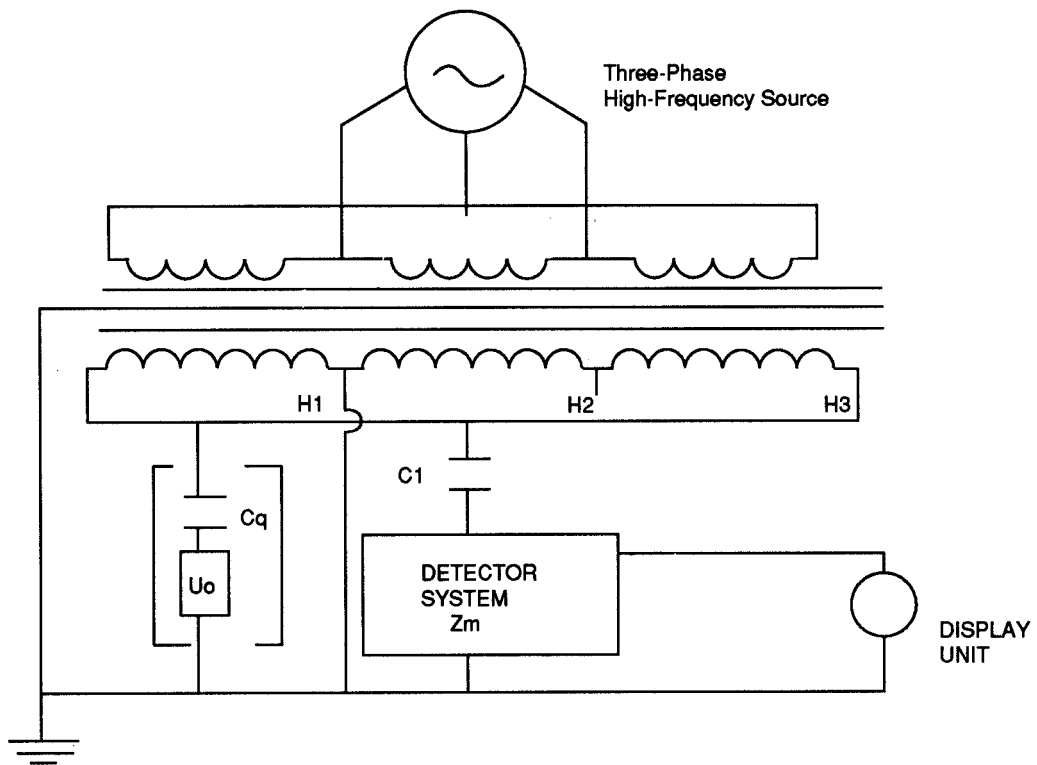 Three-Phase
High-Frequency Source
H1
H2
H3
C1
Cq
Uo
DETECTOR
SYSTEM
Zm
DISPLAY
UNIT